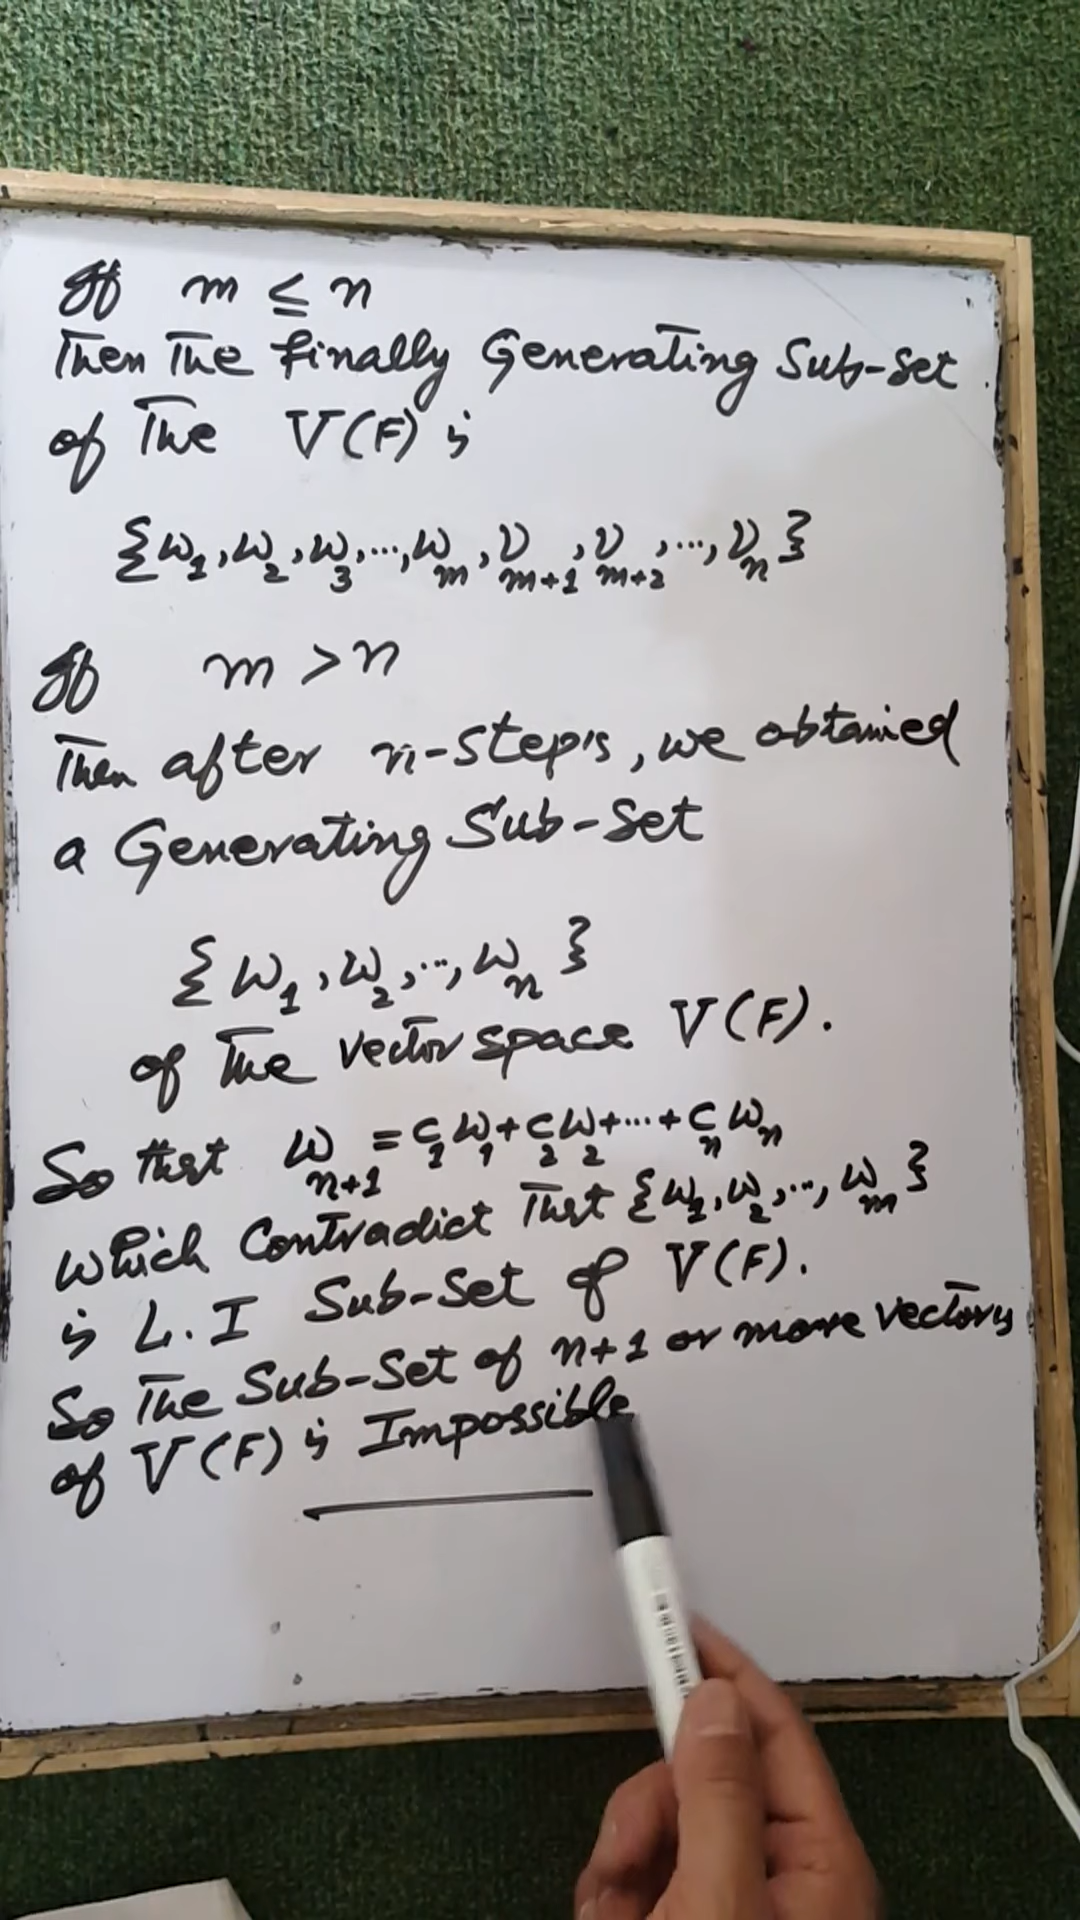 If m ≤ n
Then The finally Generating Sub-Set
of The V(F) is
{w₁, w₂, w₃, ..., wₘ, vₘ₊₁, vₘ₊₂, ..., vₙ}
If m > n
Then after n-step's, we obtained
a Generating Sub-Set
{w₁, w₂, ..., wₙ}
of The vector space V(F).
So that wₙ₊₁ = c₁w₁ + c₂w₂ + ... + cₙwₙ
which Contradict That {w₁, w₂, ..., wₘ}
is L.I Sub-Set of V(F).
So The Sub-Set of n+1 or more vectors
of V(F) is Impossible